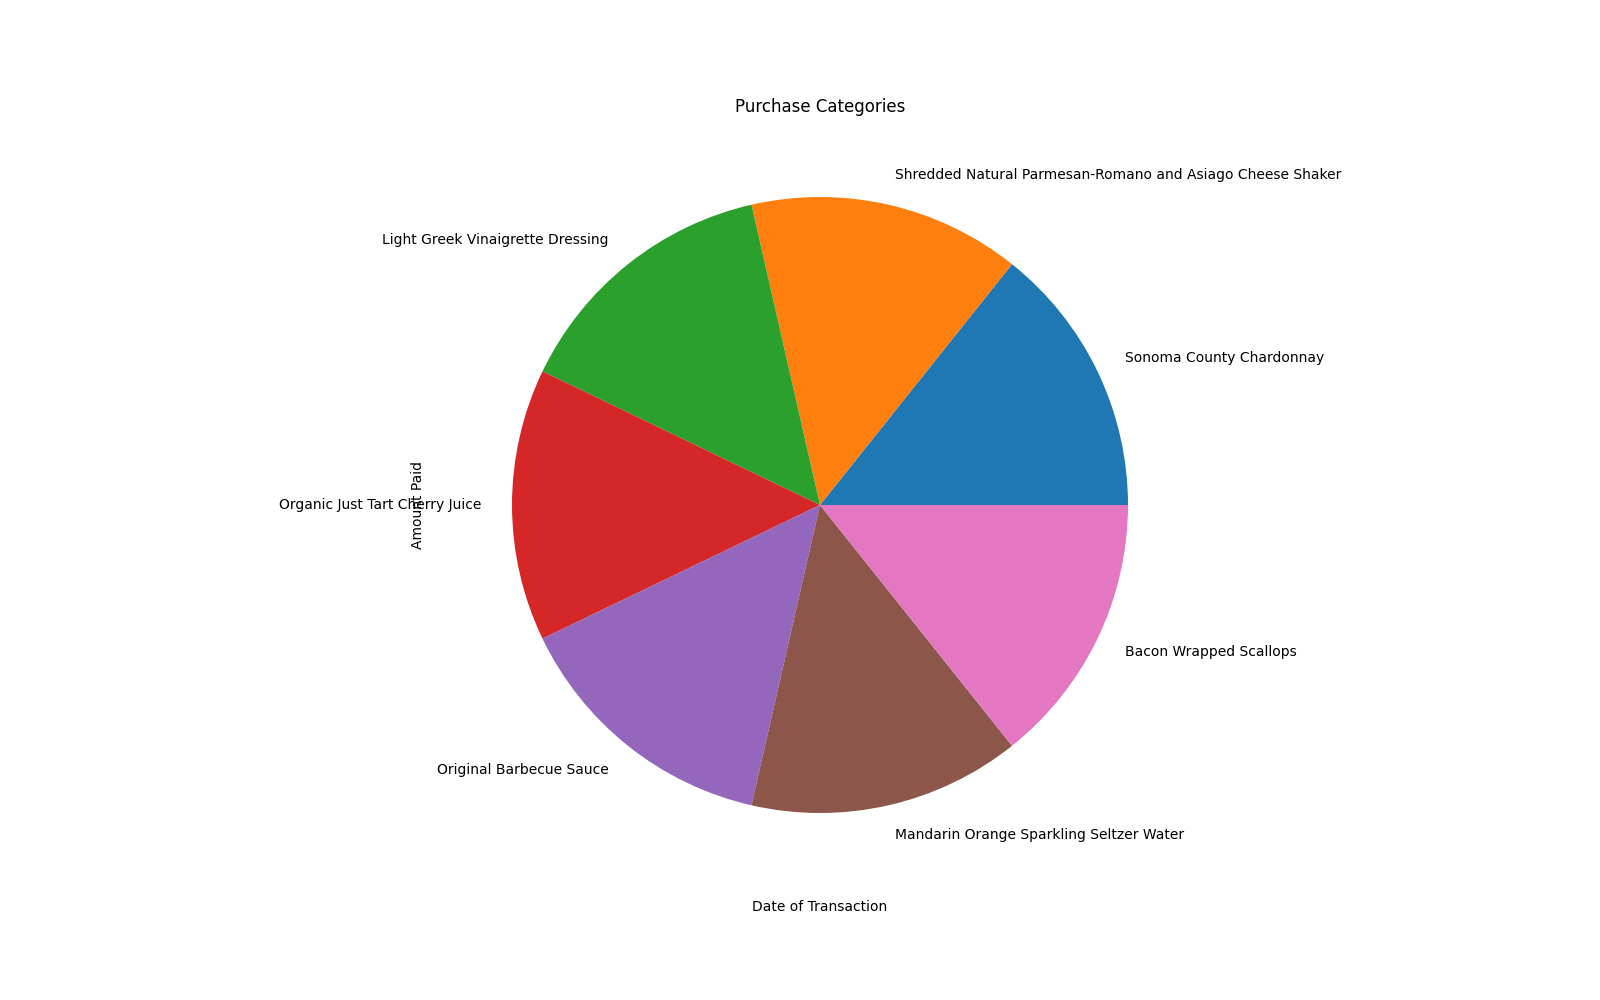 Purchase Categories
Shredded Natural Parmesan-Romano and Asiago Cheese Shaker
Light Greek Vinaigrette Dressing
Sonoma County Chardonnay
Organic Just Tart Cherry Juice
Amount Paid
Bacon Wrapped Scallops
Original Barbecue Sauce
Mandarin Orange Sparkling Seltzer Water
Date of Transaction